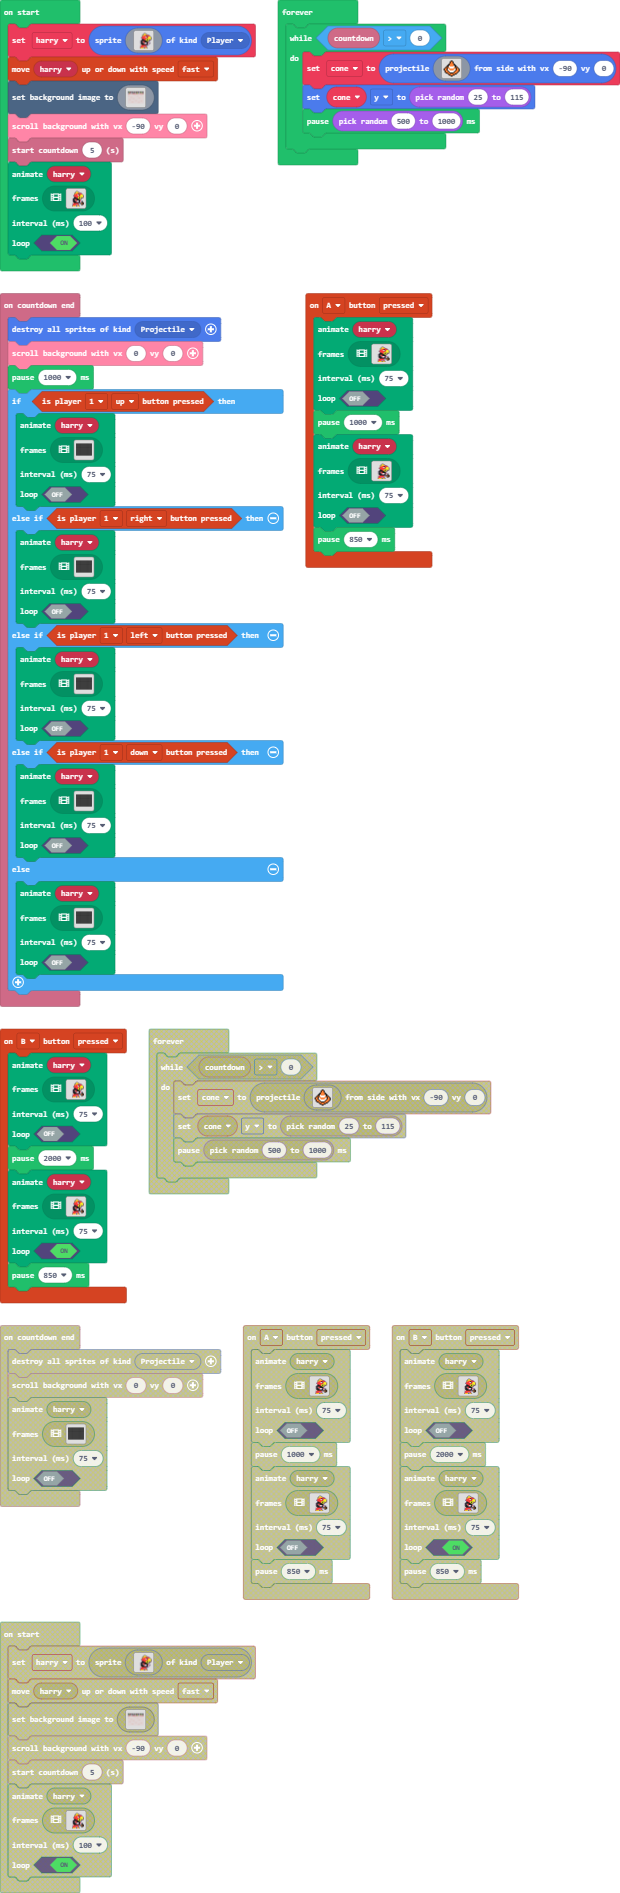 on start
set harry to sprite of kind Player
move harry up or down with speed fast
set background image to
scroll background with vx -90 vy 0
start countdown 5 (s)
animate harry
frames
interval (ms) 100
loop ON
forever
while countdown > 0
do
set cone to projectile from side with vx -90 vy 0
set cone y to pick random 25 to 115
pause pick random 500 to 1000 ms
on countdown end
destroy all sprites of kind Projectile
scroll background with vx 0 vy 0
pause 1000 ms
if is player 1 up button pressed then
animate harry
frames
interval (ms) 75
loop OFF
else if is player 1 right button pressed then
animate harry
frames
interval (ms) 75
loop OFF
else if is player 1 left button pressed then
animate harry
frames
interval (ms) 75
loop OFF
else if is player 1 down button pressed then
animate harry
frames
interval (ms) 75
loop OFF
else
animate harry
frames
interval (ms) 75
loop OFF
on A button pressed
animate harry
frames
interval (ms) 75
loop OFF
pause 1000 ms
animate harry
frames
interval (ms) 75
loop OFF
pause 850 ms
on B button pressed
animate harry
frames
interval (ms) 75
loop OFF
pause 2000 ms
animate harry
frames
interval (ms) 75
loop ON
pause 850 ms
forever
while countdown > 0
do
set cone to projectile from side with vx -90 vy 0
set cone y to pick random 25 to 115
pause pick random 500 to 1000 ms
on countdown end
destroy all sprites of kind Projectile
scroll background with vx 0 vy 0
animate harry
frames
interval (ms) 75
loop OFF
on A button pressed
animate harry
frames
interval (ms) 75
loop OFF
pause 1000 ms
animate harry
frames
interval (ms) 75
loop OFF
pause 850 ms
on B button pressed
animate harry
frames
interval (ms) 75
loop OFF
pause 2000 ms
animate harry
frames
interval (ms) 75
loop ON
pause 850 ms
on start
set harry to sprite of kind Player
move harry up or down with speed fast
set background image to
scroll background with vx -90 vy 0
start countdown 5 (s)
animate harry
frames
interval (ms) 100
loop ON